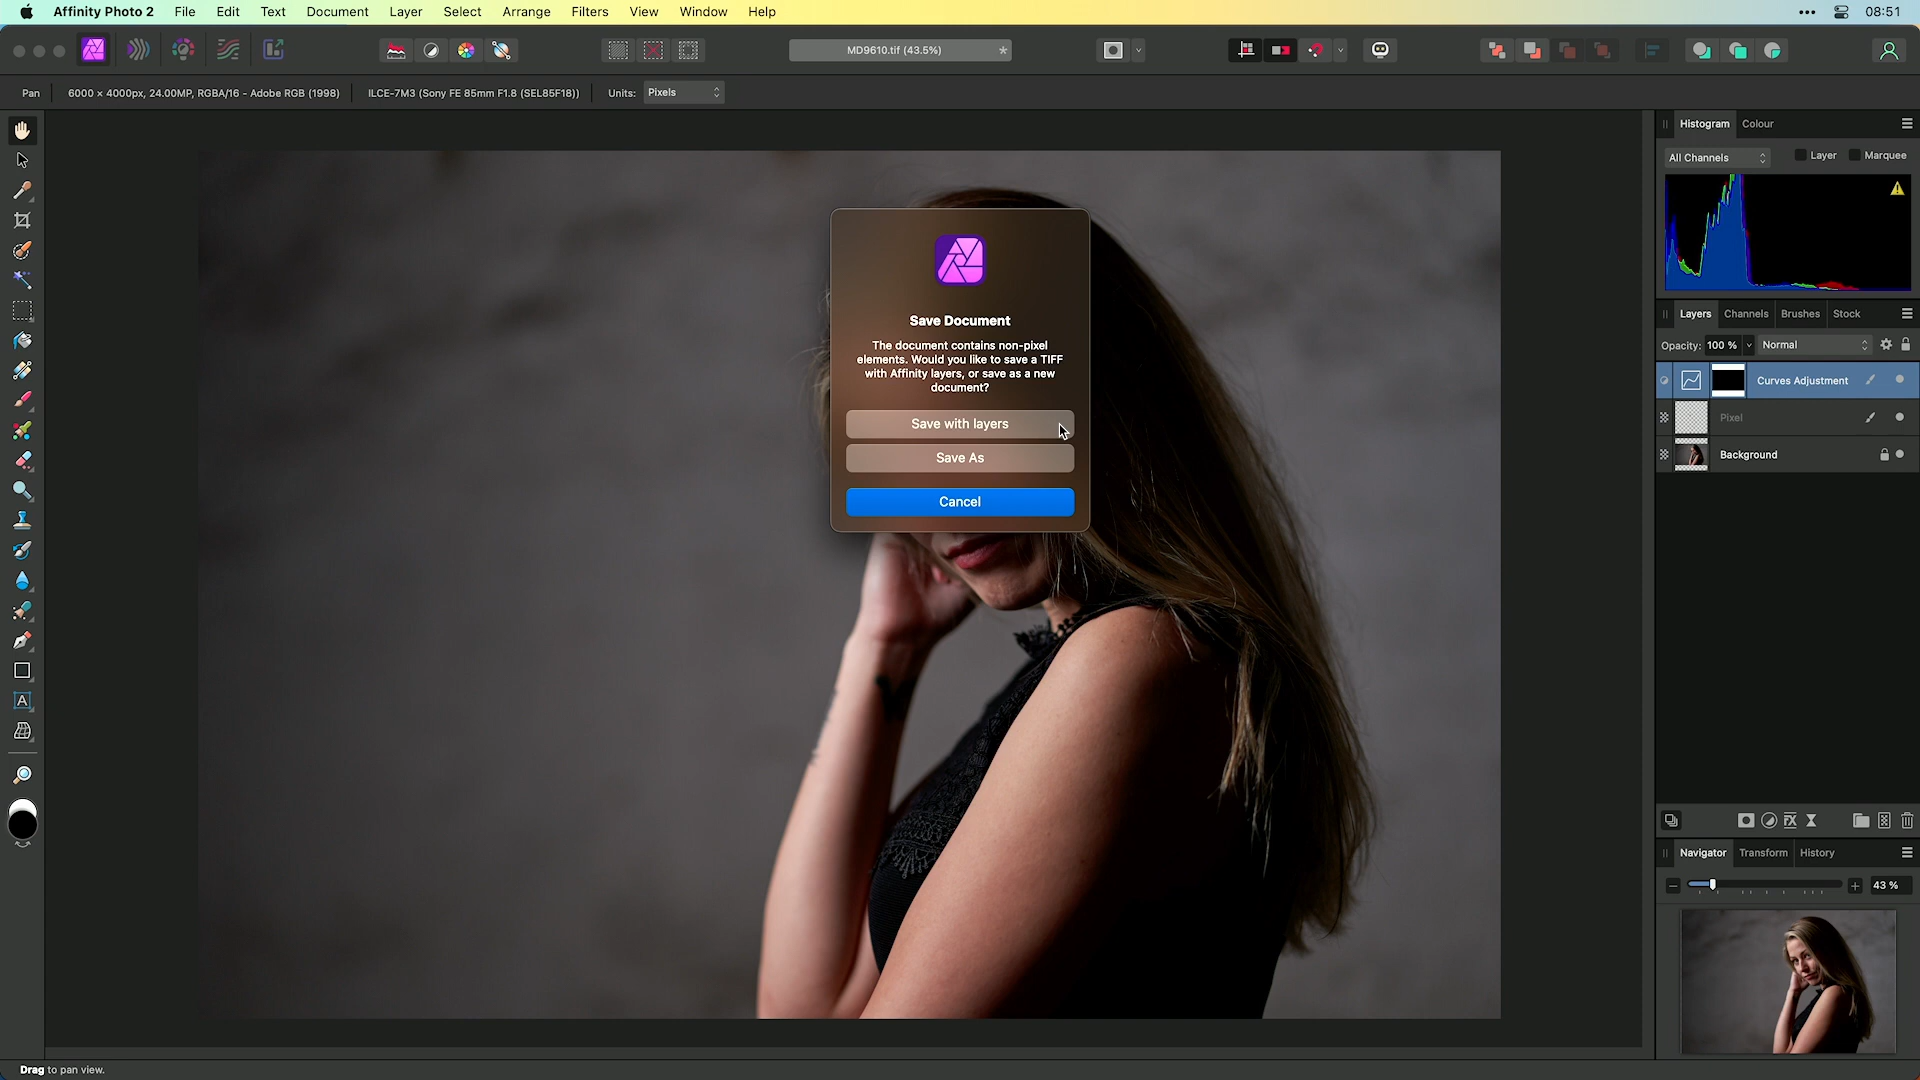 Affinity Photo 2 File Edit Text Document Layer Select Arrange Filters View Window Help 08:51
MD9610.tif (43.5%) *
Pan 6000 × 4000px, 24.00MP, RGBA/16 - Adobe RGB (1998) ILCE-7M3 (Sony FE 85mm F1.8 (SEL85F18)) Units: Pixels
Histogram Colour
All Channels Layer Marquee
Save Document
The document contains non-pixel
elements. Would you like to save a TIFF
with Affinity layers, or save as a new
document?
Save with layers
Save As
Cancel
Layers Channels Brushes Stock
Opacity: 100 % Normal
Curves Adjustment
Pixel
Background
Navigator Transform History
43 %
Drag to pan view.